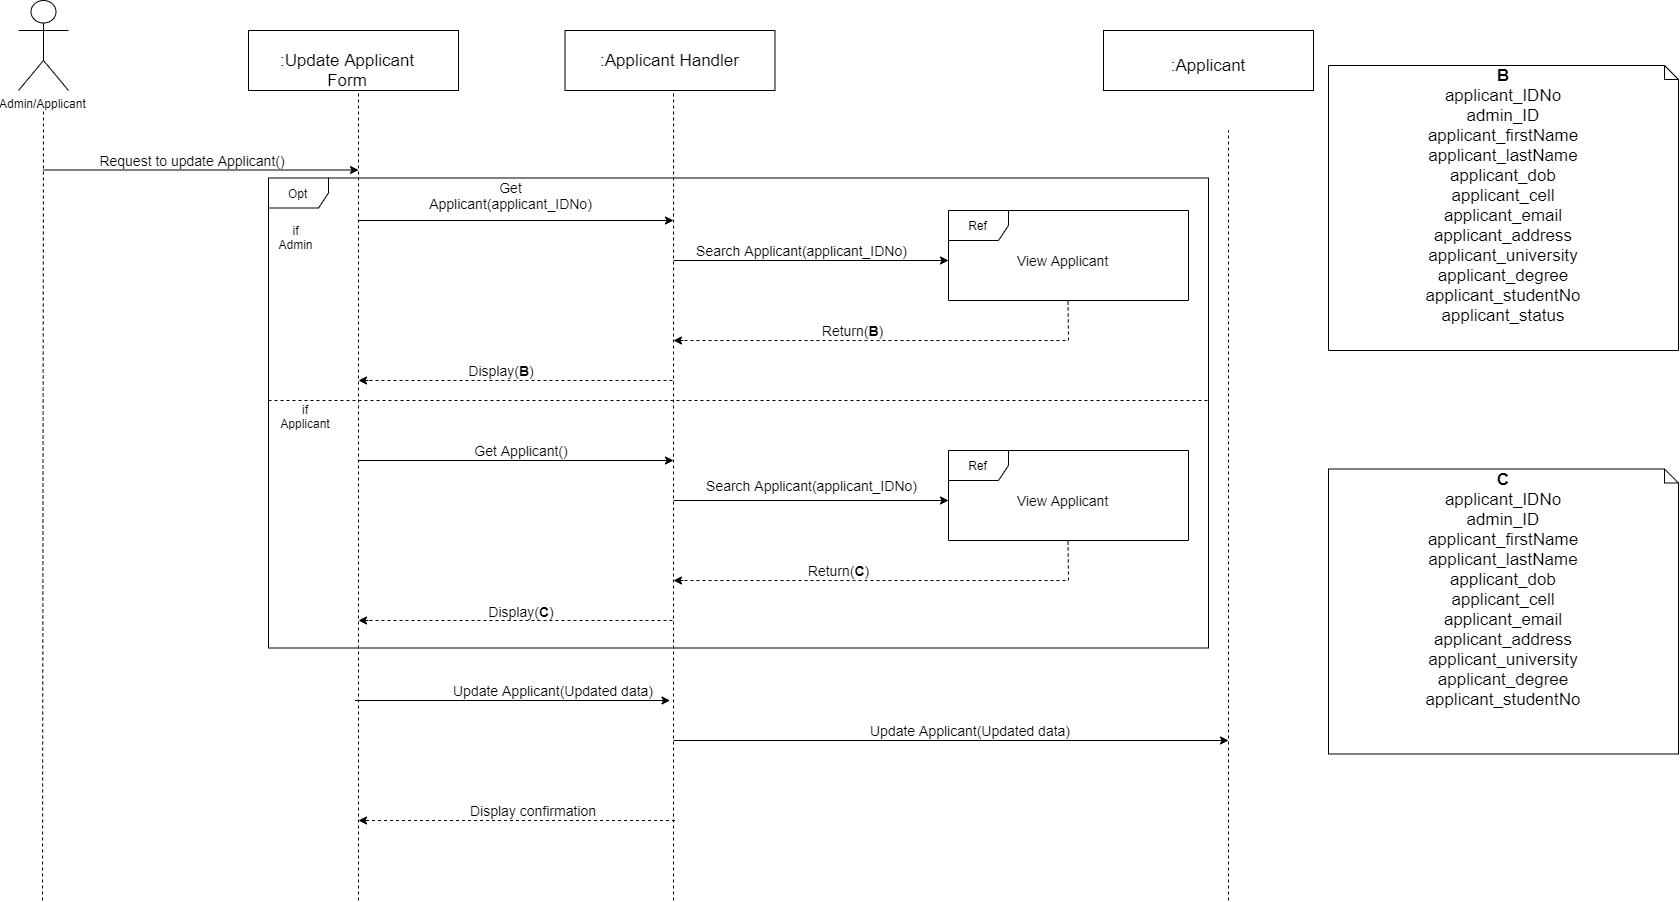 Admin/Applicant
:Update Applicant
Form
:Applicant Handler
:Applicant
Request to update Applicant()
Opt
if
Admin
Get
Applicant(applicant_IDNo)
Search Applicant(applicant_IDNo)
Ref
View Applicant
Return(B)
Display(B)
if
Applicant
Get Applicant()
Search Applicant(applicant_IDNo)
Ref
View Applicant
Return(C)
Display(C)
Update Applicant(Updated data)
Update Applicant(Updated data)
Display confirmation
B
applicant_IDNo
admin_ID
applicant_firstName
applicant_lastName
applicant_dob
applicant_cell
applicant_email
applicant_address
applicant_university
applicant_degree
applicant_studentNo
applicant_status
C
applicant_IDNo
admin_ID
applicant_firstName
applicant_lastName
applicant_dob
applicant_cell
applicant_email
applicant_address
applicant_university
applicant_degree
applicant_studentNo